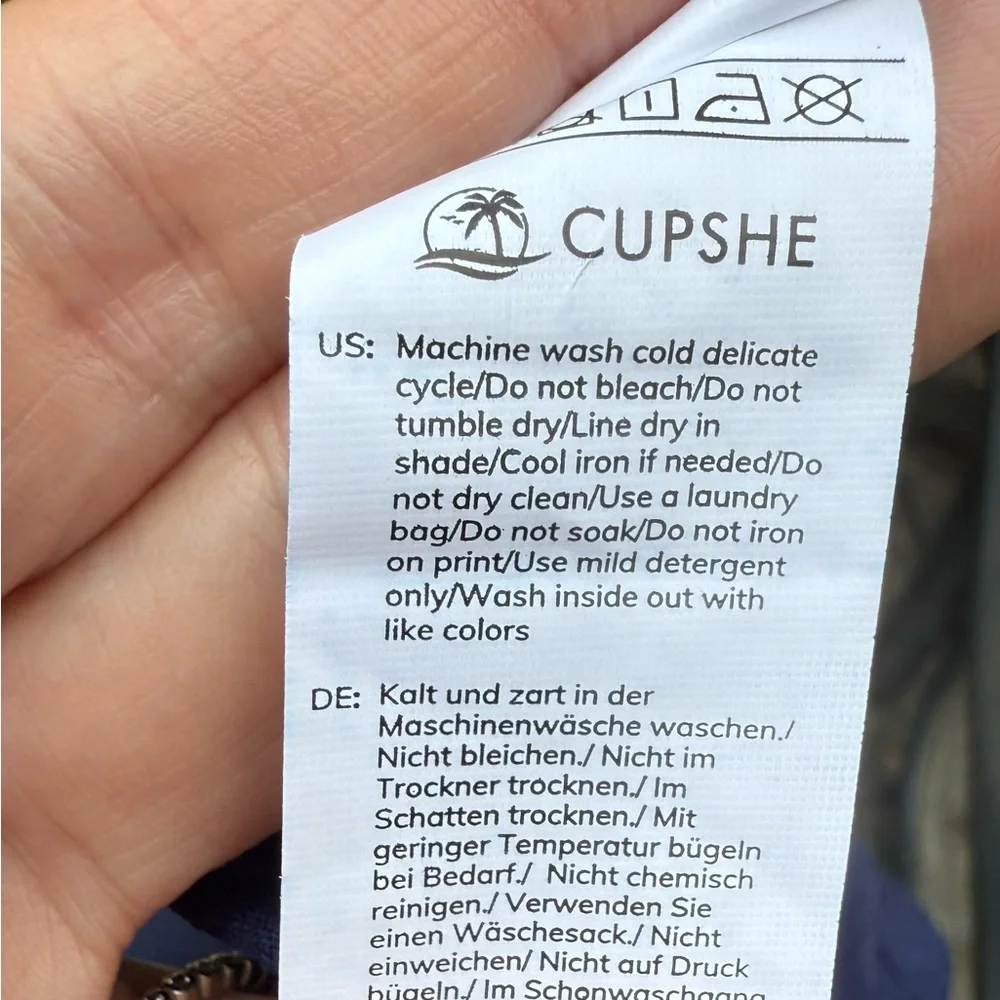 CUPSHE
US: Machine wash cold delicate
cycle/Do not bleach/Do not
tumble dry/Line dry in
shade/Cool iron if needed/Do
not dry clean/Use a laundry
bag/Do not soak/Do not iron
on print/Use mild detergent
only/Wash inside out with
like colors
DE: Kalt und zart in der
Maschinenwäsche waschen./
Nicht bleichen./ Nicht im
Trockner trocknen./ Im
Schatten trocknen./ Mit
geringer Temperatur bügeln
bei Bedarf./ Nicht chemisch
reinigen./ Verwenden Sie
einen Wäschesack./ Nicht
einweichen/ Nicht auf Druck
bügeln./ Im Schonwaschgang